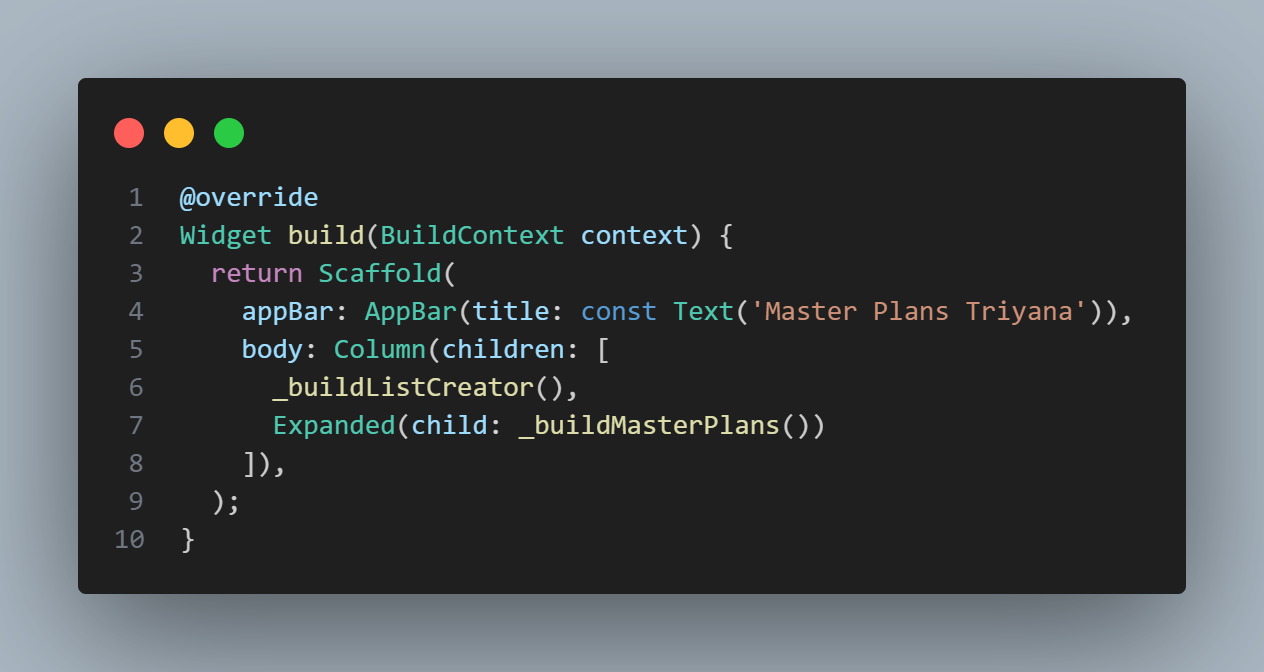 1 @override
2 Widget build(BuildContext context) {
3   return Scaffold(
4     appBar: AppBar(title: const Text('Master Plans Triyana')),
5     body: Column(children: [
6       _buildListCreator(),
7       Expanded(child: _buildMasterPlans())
8     ]),
9   );
10 }